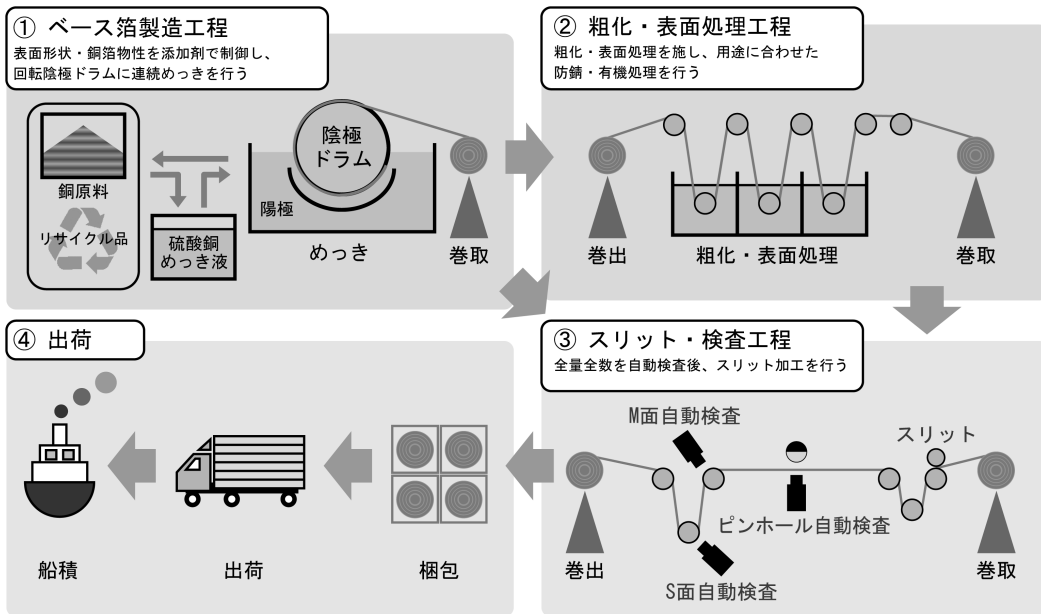 ① ベース箔製造工程
表面形状・銅箔物性を添加剤で制御し、
回転陰極ドラムに連続めっきを行う
銅原料
リサイクル品
硫酸銅
めっき液
陰極
ドラム
陽極
めっき
巻取
② 粗化・表面処理工程
粗化・表面処理を施し、用途に合わせた
防錆・有機処理を行う
巻出
粗化・表面処理
巻取
③ スリット・検査工程
全量全数を自動検査後、スリット加工を行う
M面自動検査
スリット
ピンホール自動検査
S面自動検査
巻出
巻取
④ 出荷
船積
出荷
梱包